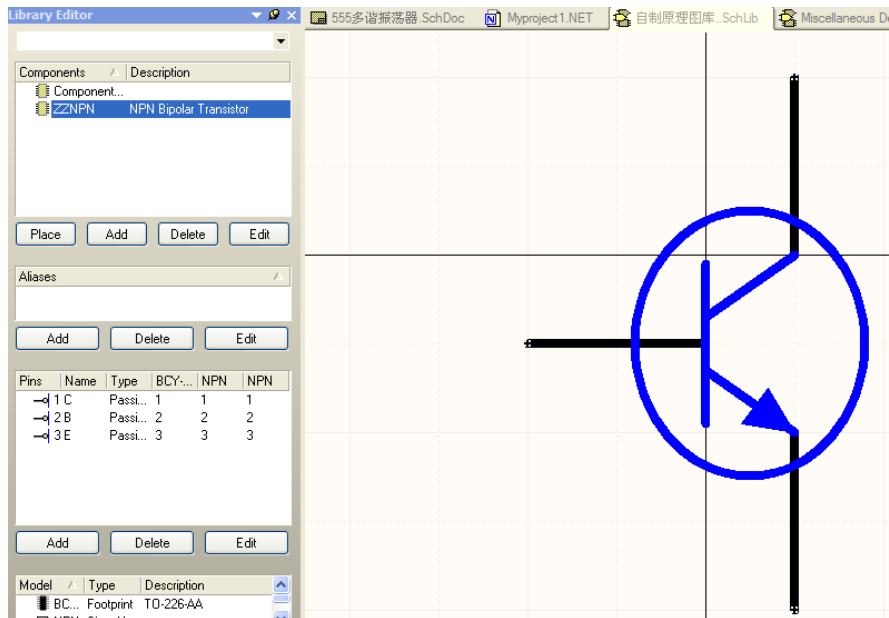 Library Editor
555多谐振荡器.SchDoc Myproject1.NET 自制原理图库..SchLib Miscellaneous De
Components Description
Component...
ZZNPN NPN Bipolar Transistor
Place Add Delete Edit
Aliases
Add Delete Edit
Pins Name Type BCY-... NPN NPN
1 C Passi... 1 1 1
2 B Passi... 2 2 2
3 E Passi... 3 3 3
Add Delete Edit
Model Type Description
BC... Footprint TO-226-AA